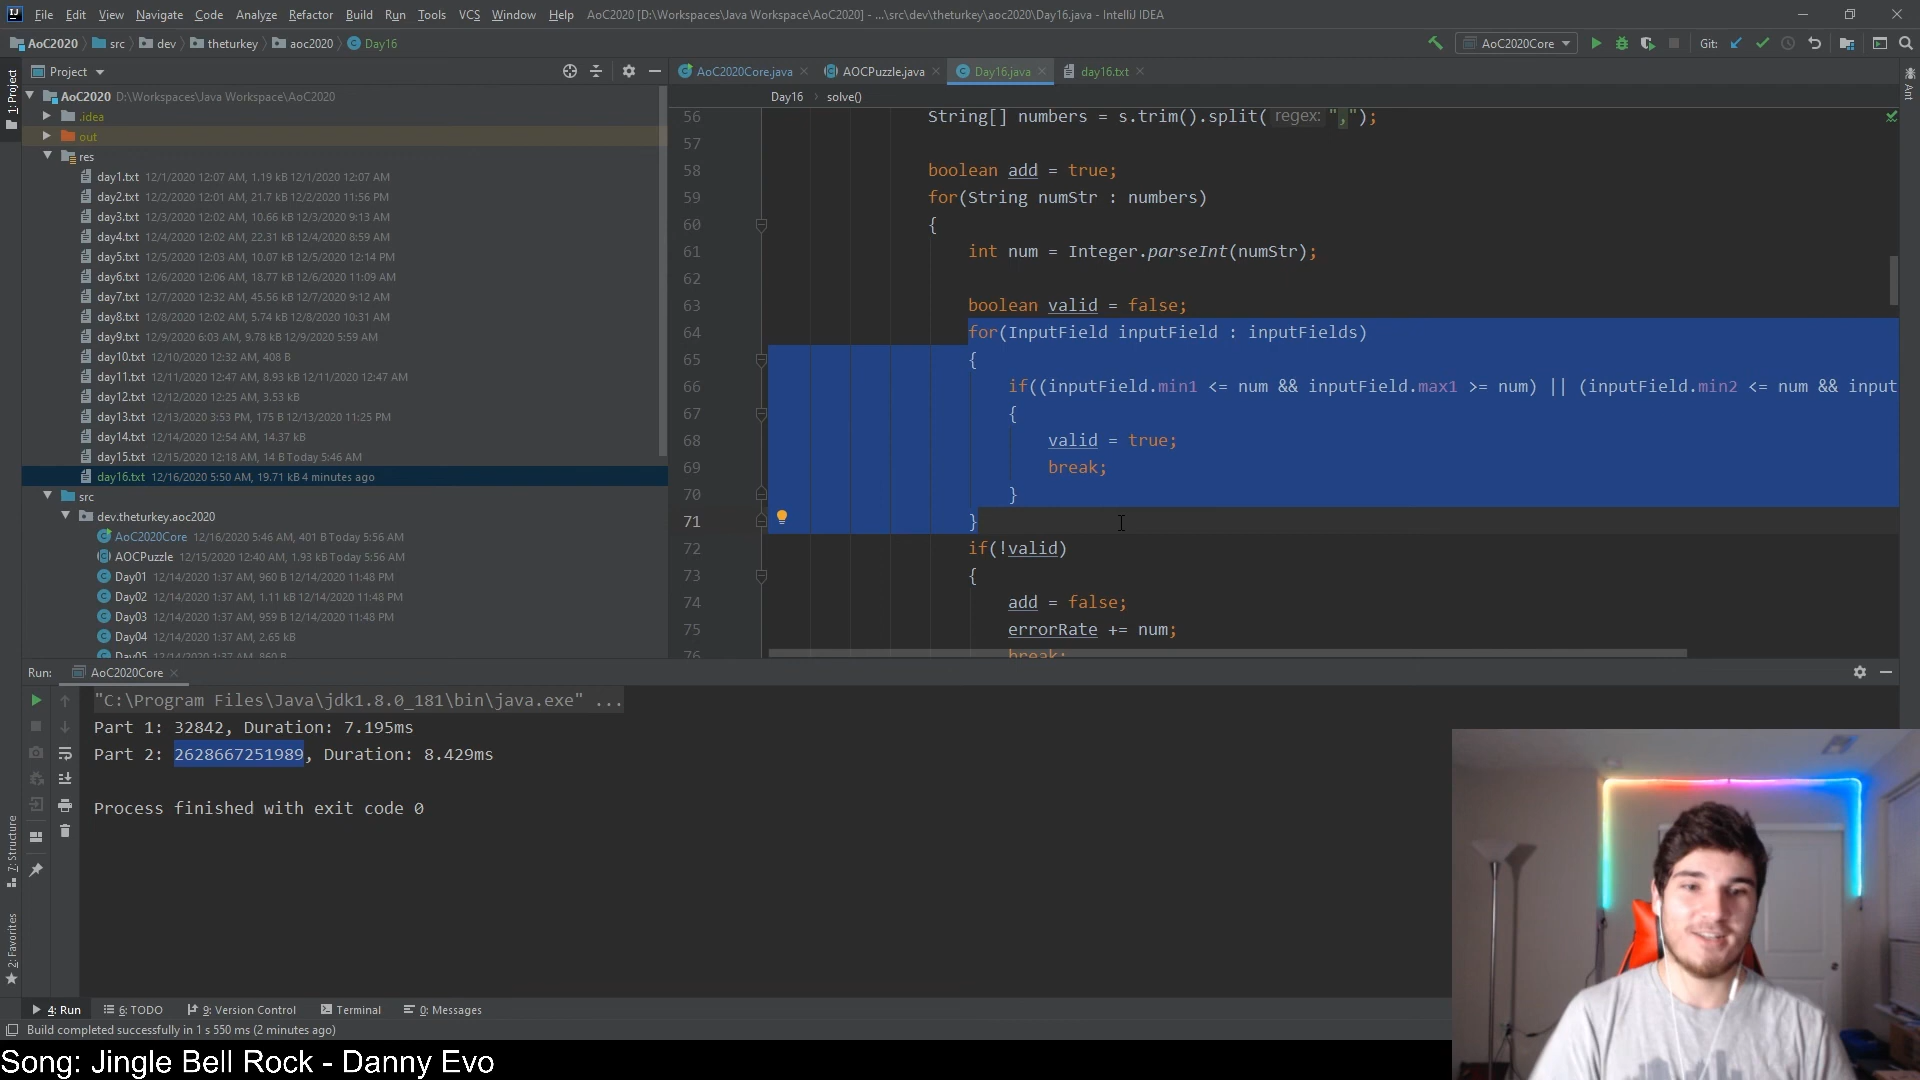 File Edit View Navigate Code Analyze Refactor Build Run Tools VCS Window Help AoC2020 [D:\Workspaces\Java Workspace\AoC2020] - ...\src\dev\theturkey\aoc2020\Day16.java - IntelliJ IDEA
AoC2020 src dev theturkey aoc2020 Day16
AoC2020Core
Git:
1: Project
Project
AoC2020Core.java
AOCPuzzle.java
Day16.java
day16.txt
Ant
Day16 solve()
AoC2020 D:\Workspaces\Java Workspace\AoC2020
.idea
out
res
day1.txt 12/1/2020 12:07 AM, 1.19 kB 12/1/2020 12:07 AM
day2.txt 12/2/2020 12:01 AM, 21.7 kB 12/2/2020 11:56 PM
day3.txt 12/3/2020 12:02 AM, 10.66 kB 12/3/2020 9:13 AM
day4.txt 12/4/2020 12:02 AM, 22.31 kB 12/4/2020 8:59 AM
day5.txt 12/5/2020 12:03 AM, 10.07 kB 12/5/2020 12:14 PM
day6.txt 12/6/2020 12:06 AM, 18.77 kB 12/6/2020 11:09 AM
day7.txt 12/7/2020 12:32 AM, 45.56 kB 12/7/2020 9:12 AM
day8.txt 12/8/2020 12:02 AM, 5.74 kB 12/8/2020 10:31 AM
day9.txt 12/9/2020 6:03 AM, 9.78 kB 12/9/2020 5:59 AM
day10.txt 12/10/2020 12:32 AM, 408 B
day11.txt 12/11/2020 12:47 AM, 8.93 kB 12/11/2020 12:47 AM
day12.txt 12/12/2020 12:25 AM, 3.53 kB
day13.txt 12/13/2020 3:53 PM, 175 B 12/13/2020 11:25 PM
day14.txt 12/14/2020 12:54 AM, 14.37 kB
day15.txt 12/15/2020 12:18 AM, 14 B Today 5:46 AM
day16.txt 12/16/2020 5:50 AM, 19.71 kB 4 minutes ago
src
dev.theturkey.aoc2020
AoC2020Core 12/16/2020 5:46 AM, 401 B Today 5:56 AM
AOCPuzzle 12/15/2020 12:40 AM, 1.93 kB Today 5:56 AM
Day01 12/14/2020 1:37 AM, 960 B 12/14/2020 11:48 PM
Day02 12/14/2020 1:37 AM, 1.11 kB 12/14/2020 11:48 PM
Day03 12/14/2020 1:37 AM, 959 B 12/14/2020 11:48 PM
Day04 12/14/2020 1:37 AM, 2.65 kB
Day05 12/14/2020 1:37 AM, 860 B
56 String[] numbers = s.trim().split( regex: ",");
57
58 boolean add = true;
59 for(String numStr : numbers)
60 {
61 int num = Integer.parseInt(numStr);
62
63 boolean valid = false;
64 for(InputField inputField : inputFields)
65 {
66 if((inputField.min1 <= num && inputField.max1 >= num) || (inputField.min2 <= num && input
67 {
68 valid = true;
69 break;
70 }
71 }
72 if(!valid)
73 {
74 add = false;
75 errorRate += num;
76 break;
Run: AoC2020Core
"C:\Program Files\Java\jdk1.8.0_181\bin\java.exe" ...
Part 1: 32842, Duration: 7.195ms
Part 2: 2628667251989, Duration: 8.429ms
Process finished with exit code 0
7: Structure
2: Favorites
4: Run 6: TODO 9: Version Control Terminal 0: Messages
Build completed successfully in 1 s 550 ms (2 minutes ago)
Song: Jingle Bell Rock - Danny Evo